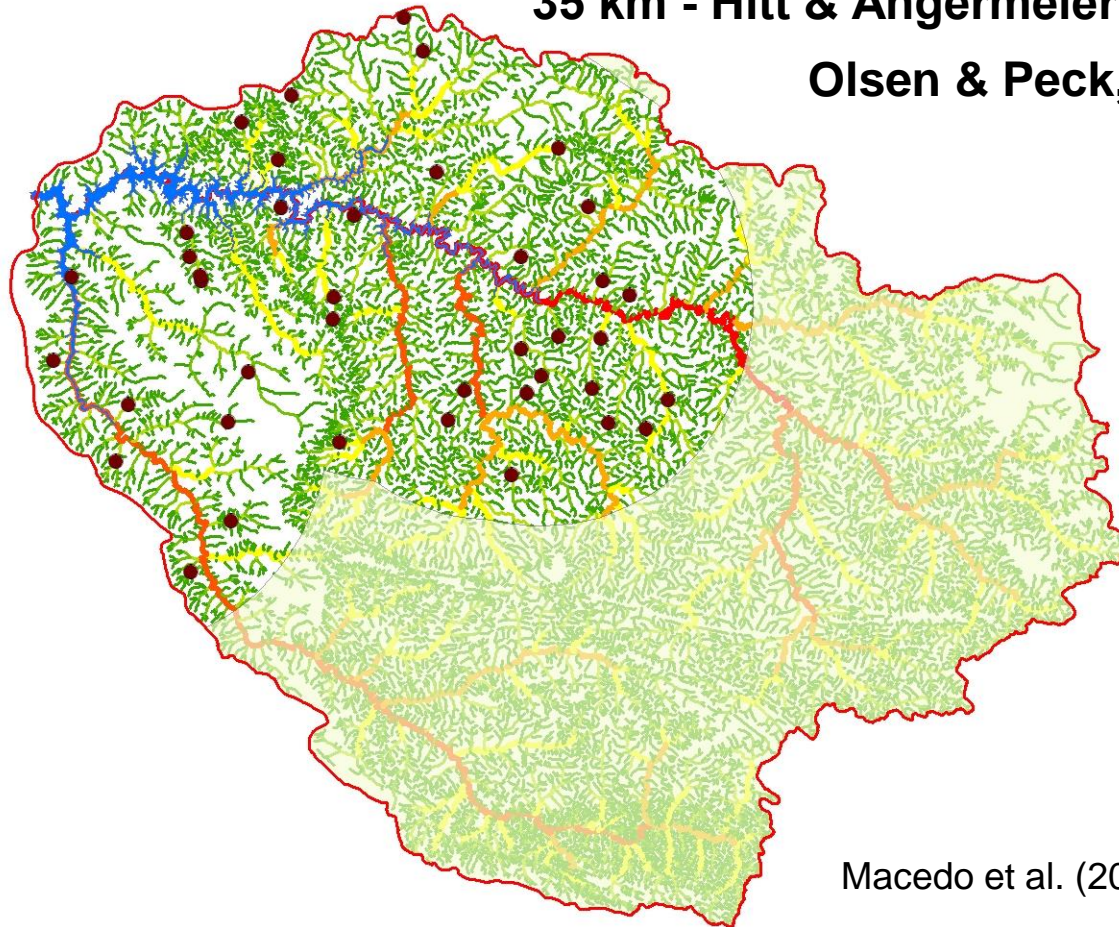 35 km - Hitt & Angermeier
Olsen & Peck,
Macedo et al. (20